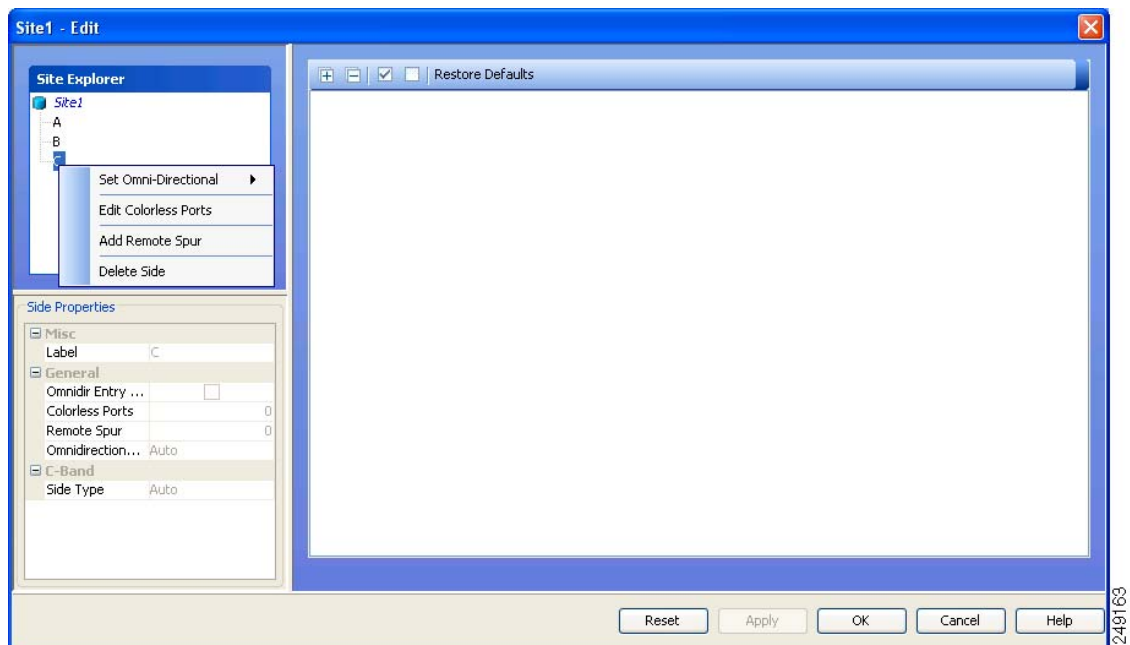 Site1 - Edit
Site Explorer
Site1
A
B
C
Set Omni-Directional
Edit Colorless Ports
Add Remote Spur
Delete Side
Restore Defaults
Side Properties
Misc
Label C
General
Omnidir Entry ...
Colorless Ports 0
Remote Spur 0
Omnidirection... Auto
C-Band
Side Type Auto
Reset Apply OK Cancel Help
249163